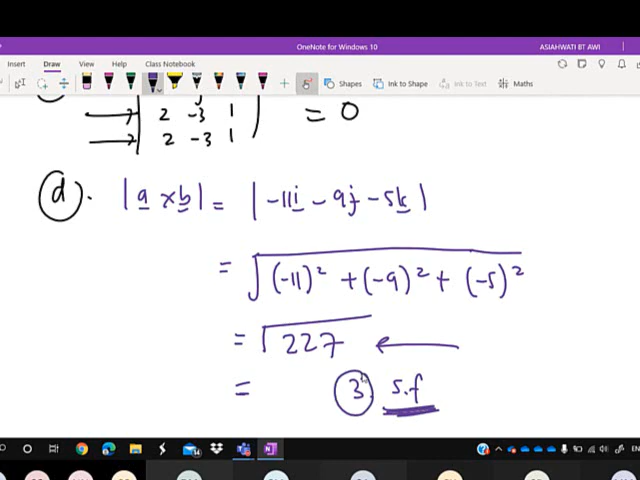 OneNote for Windows 10
ASIAHWATI BT AWI
Insert Draw View Help Class Notebook
Shapes Ink to Shape Ink to Text Maths
2 -3 1 = 0
2 -3 1
(d). |a × b| = |-11i - 9j - 5k|
= √(-11)² + (-9)² + (-5)²
= √227 ←
= 3. s.f